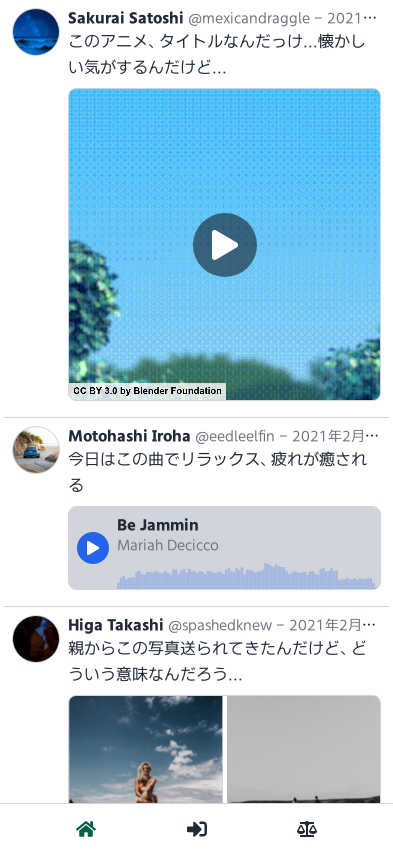 Sakurai Satoshi @mexicandraggle – 2021…
このアニメ、タイトルなんだっけ…懐かし
い気がするんだけど…
CC BY 3.0 by Blender Foundation
Motohashi Iroha @eedleelfin – 2021年2月…
今日はこの曲でリラックス、疲れが癒され
る
Be Jammin
Mariah Decicco
Higa Takashi @spashedknew – 2021年2月…
親からこの写真送られてきたんだけど、ど
ういう意味なんだろう…